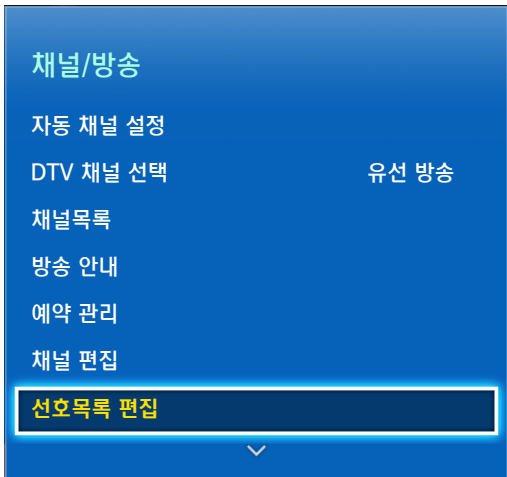 채널/방송
자동 채널 설정
DTV 채널 선택 유선 방송
채널목록
방송 안내
예약 관리
채널 편집
선호목록 편집